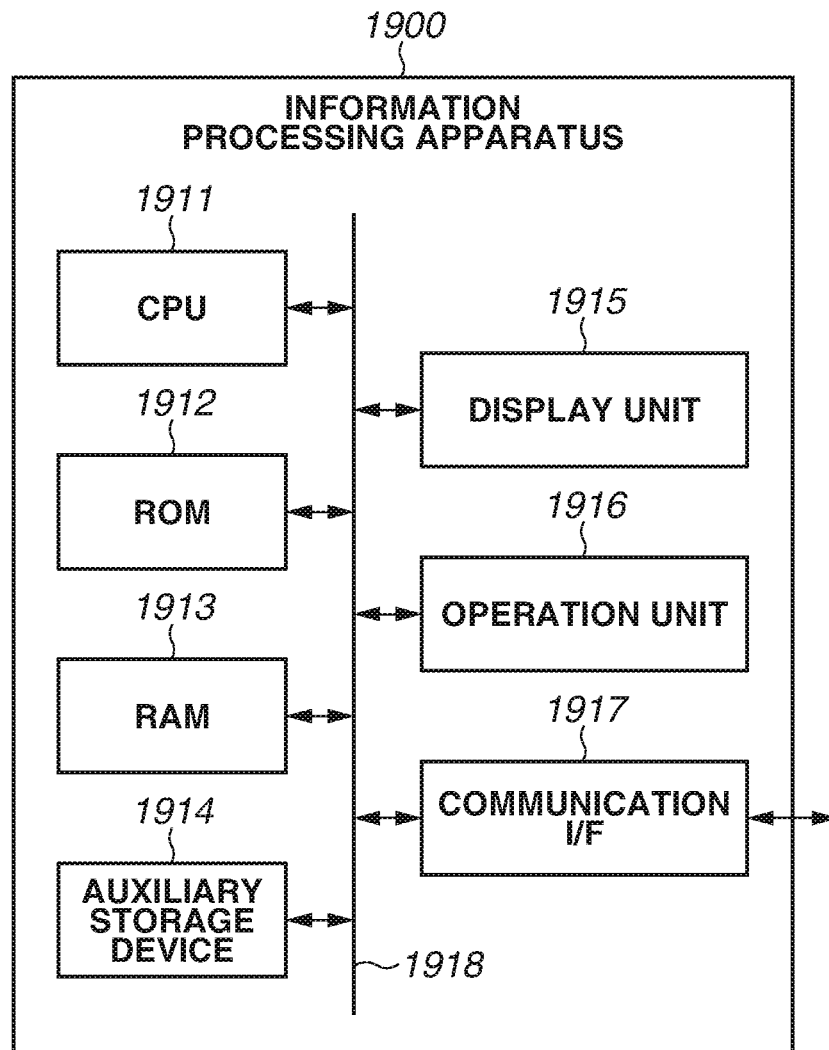 1900
INFORMATION
PROCESSING APPARATUS
1911
CPU
1912
ROM
1913
RAM
1914
AUXILIARY
STORAGE
DEVICE
1915
DISPLAY UNIT
1916
OPERATION UNIT
1917
COMMUNICATION
I/F
1918